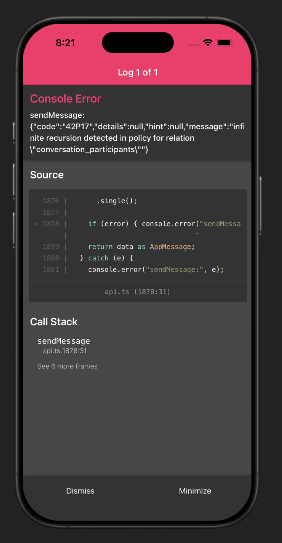 8:21
Log 1 of 1
Console Error
sendMessage:
{"code":"42P17","details":null,"hint":null,"message":"infi
nite recursion detected in policy for relation
\"conversation_participants\""}
Source
1876 | .single();
1877 |
> 1878 | if (error) { console.error("sendMessa
| ^
1879 | return data as AppMessage;
1880 | } catch (e) {
1881 | console.error("sendMessage:", e);
api.ts (1878:31)
Call Stack
sendMessage
api.ts:1878:31
See 6 more frames
Dismiss Minimize